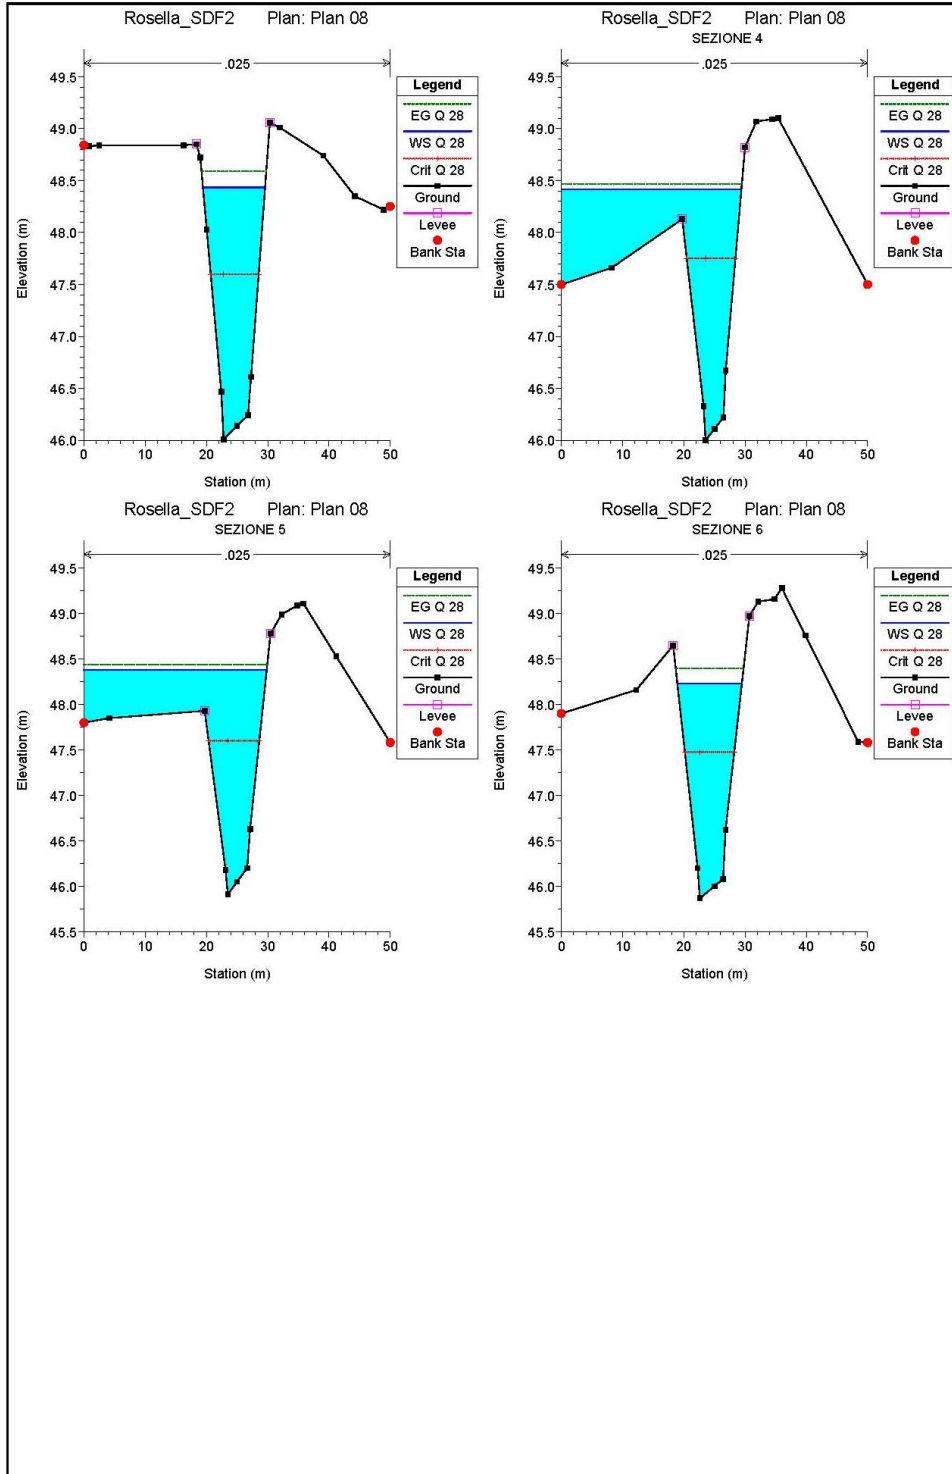 Rosella_SDF2 Plan: Plan 08
.025
49.5
49.0
48.5
48.0
47.5
47.0
46.5
46.0
0 10 20 30 40 50
Station (m)
Elevation (m)
Legend
EG Q 28
WS Q 28
Crit Q 28
Ground
Levee
Bank Sta
Rosella_SDF2 Plan: Plan 08
SEZIONE 4
.025
49.5
49.0
48.5
48.0
47.5
47.0
46.5
46.0
0 10 20 30 40 50
Station (m)
Elevation (m)
Legend
EG Q 28
WS Q 28
Crit Q 28
Ground
Levee
Bank Sta
Rosella_SDF2 Plan: Plan 08
SEZIONE 5
.025
49.5
49.0
48.5
48.0
47.5
47.0
46.5
46.0
45.5
0 10 20 30 40 50
Station (m)
Elevation (m)
Legend
EG Q 28
WS Q 28
Crit Q 28
Ground
Levee
Bank Sta
Rosella_SDF2 Plan: Plan 08
SEZIONE 6
.025
49.5
49.0
48.5
48.0
47.5
47.0
46.5
46.0
45.5
0 10 20 30 40 50
Station (m)
Elevation (m)
Legend
EG Q 28
WS Q 28
Crit Q 28
Ground
Levee
Bank Sta